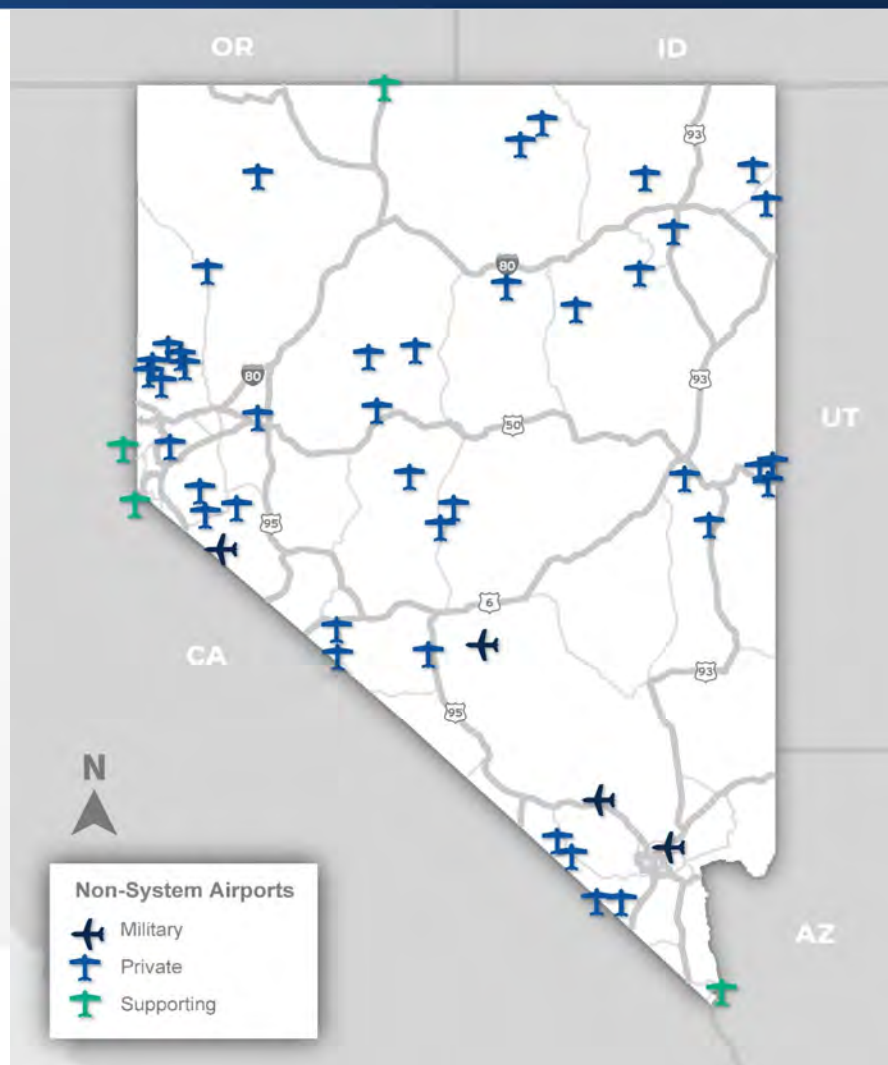 OR
ID
93
80
80
93
UT
50
95
6
CA
93
95
N
AZ
Non-System Airports
Military
Private
Supporting